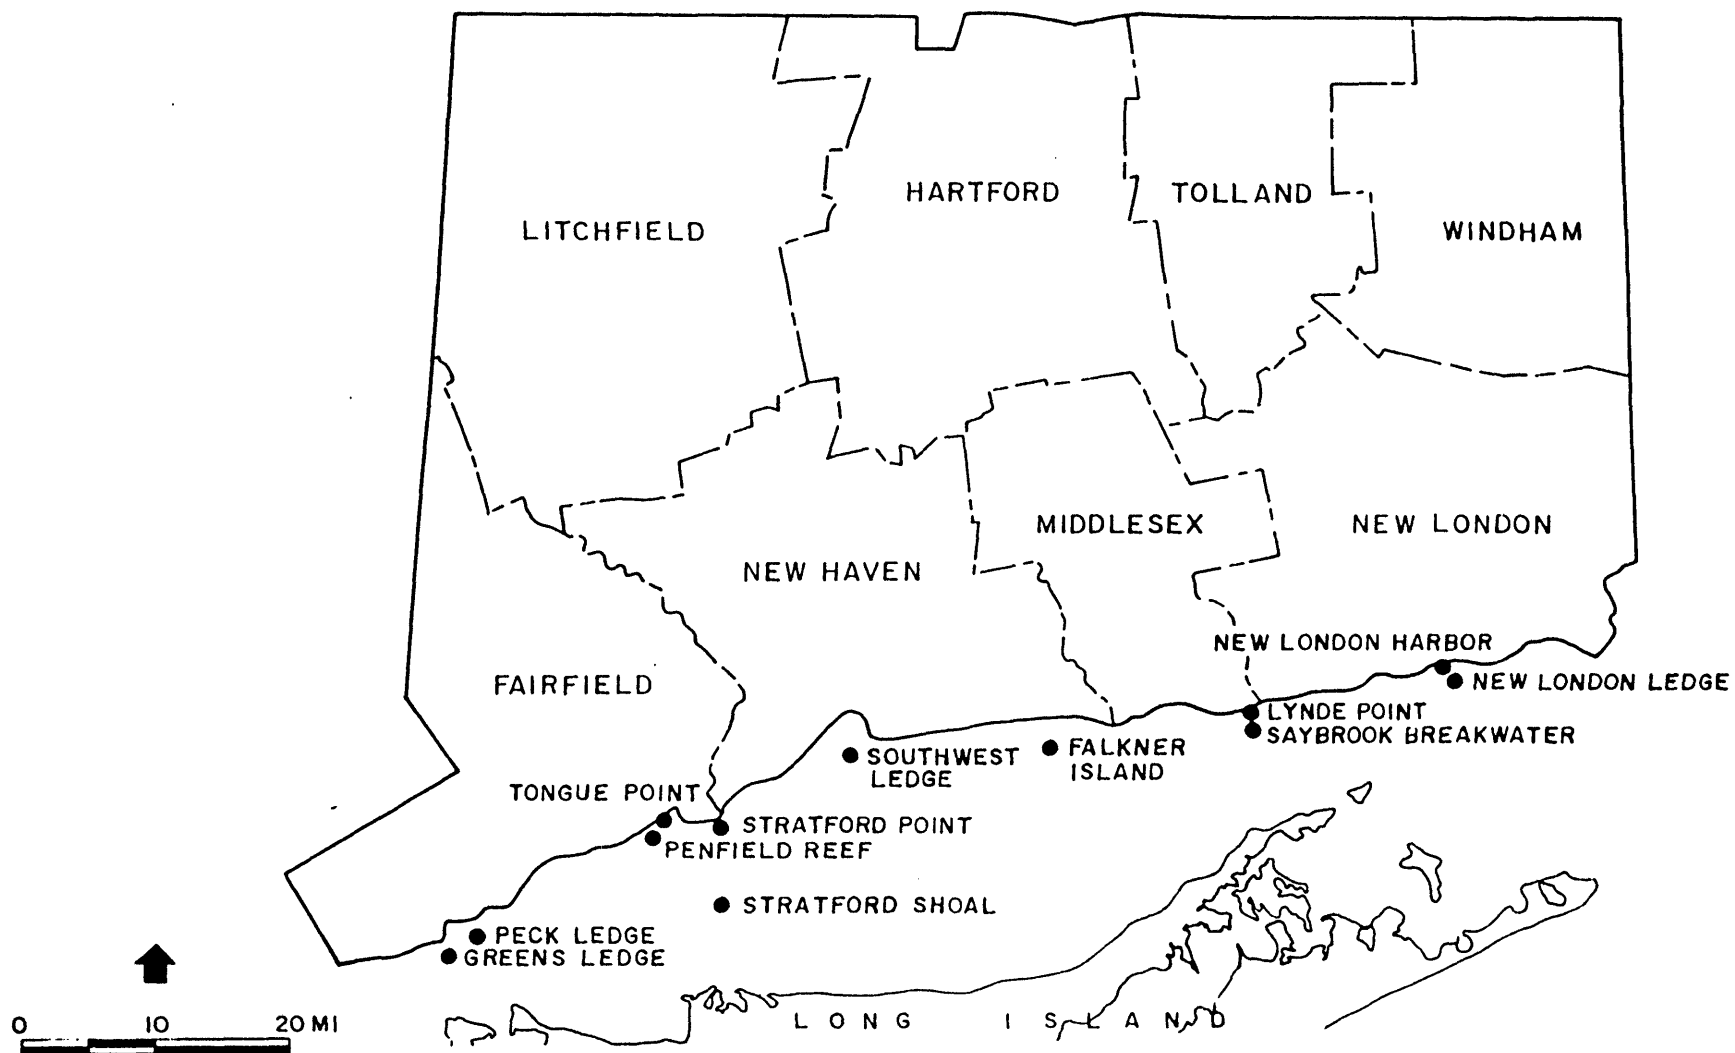 HARTFORD
TOLLAND
LITCHFIELD
WINDHAM
MIDDLESEX
NEW LONDON
NEW HAVEN
NEW LONDON HARBOR
FAIRFIELD
NEW LONDON LEDGE
LYNDE POINT
SAYBROOK BREAKWATER
SOUTHWEST
LEDGE
FALKNER
ISLAND
TONGUE POINT
STRATFORD POINT
PENFIELD REEF
STRATFORD SHOAL
PECK LEDGE
GREENS LEDGE
0 10 20 MI
LONG ISLAND